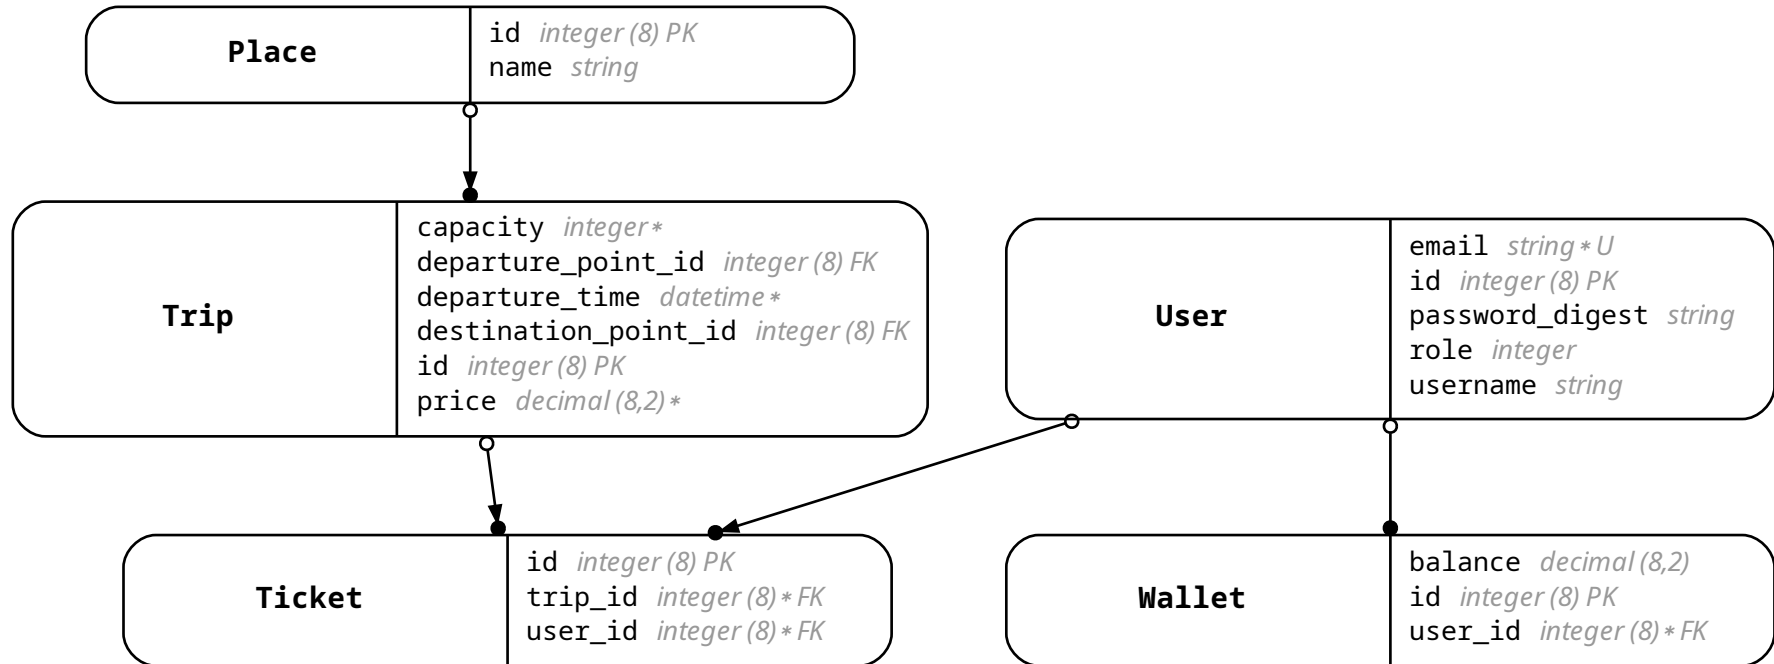 Place
id integer (8) PK
name string
Trip
capacity integer ∗
departure_point_id integer (8) FK
departure_time datetime ∗
destination_point_id integer (8) FK
id integer (8) PK
price decimal (8,2) ∗
User
email string ∗ U
id integer (8) PK
password_digest string
role integer
username string
Ticket
id integer (8) PK
trip_id integer (8) ∗ FK
user_id integer (8) ∗ FK
Wallet
balance decimal (8,2)
id integer (8) PK
user_id integer (8) ∗ FK